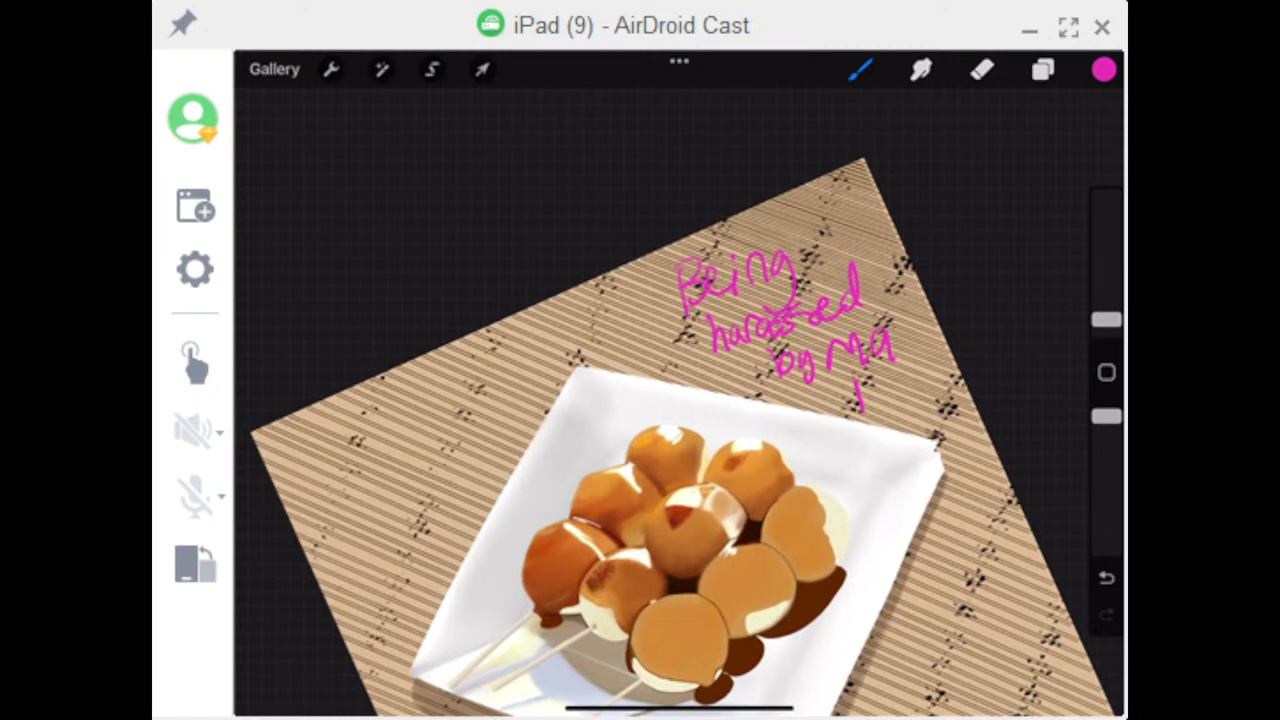 iPad (9) - AirDroid Cast
Gallery
Being
harassed
by MA